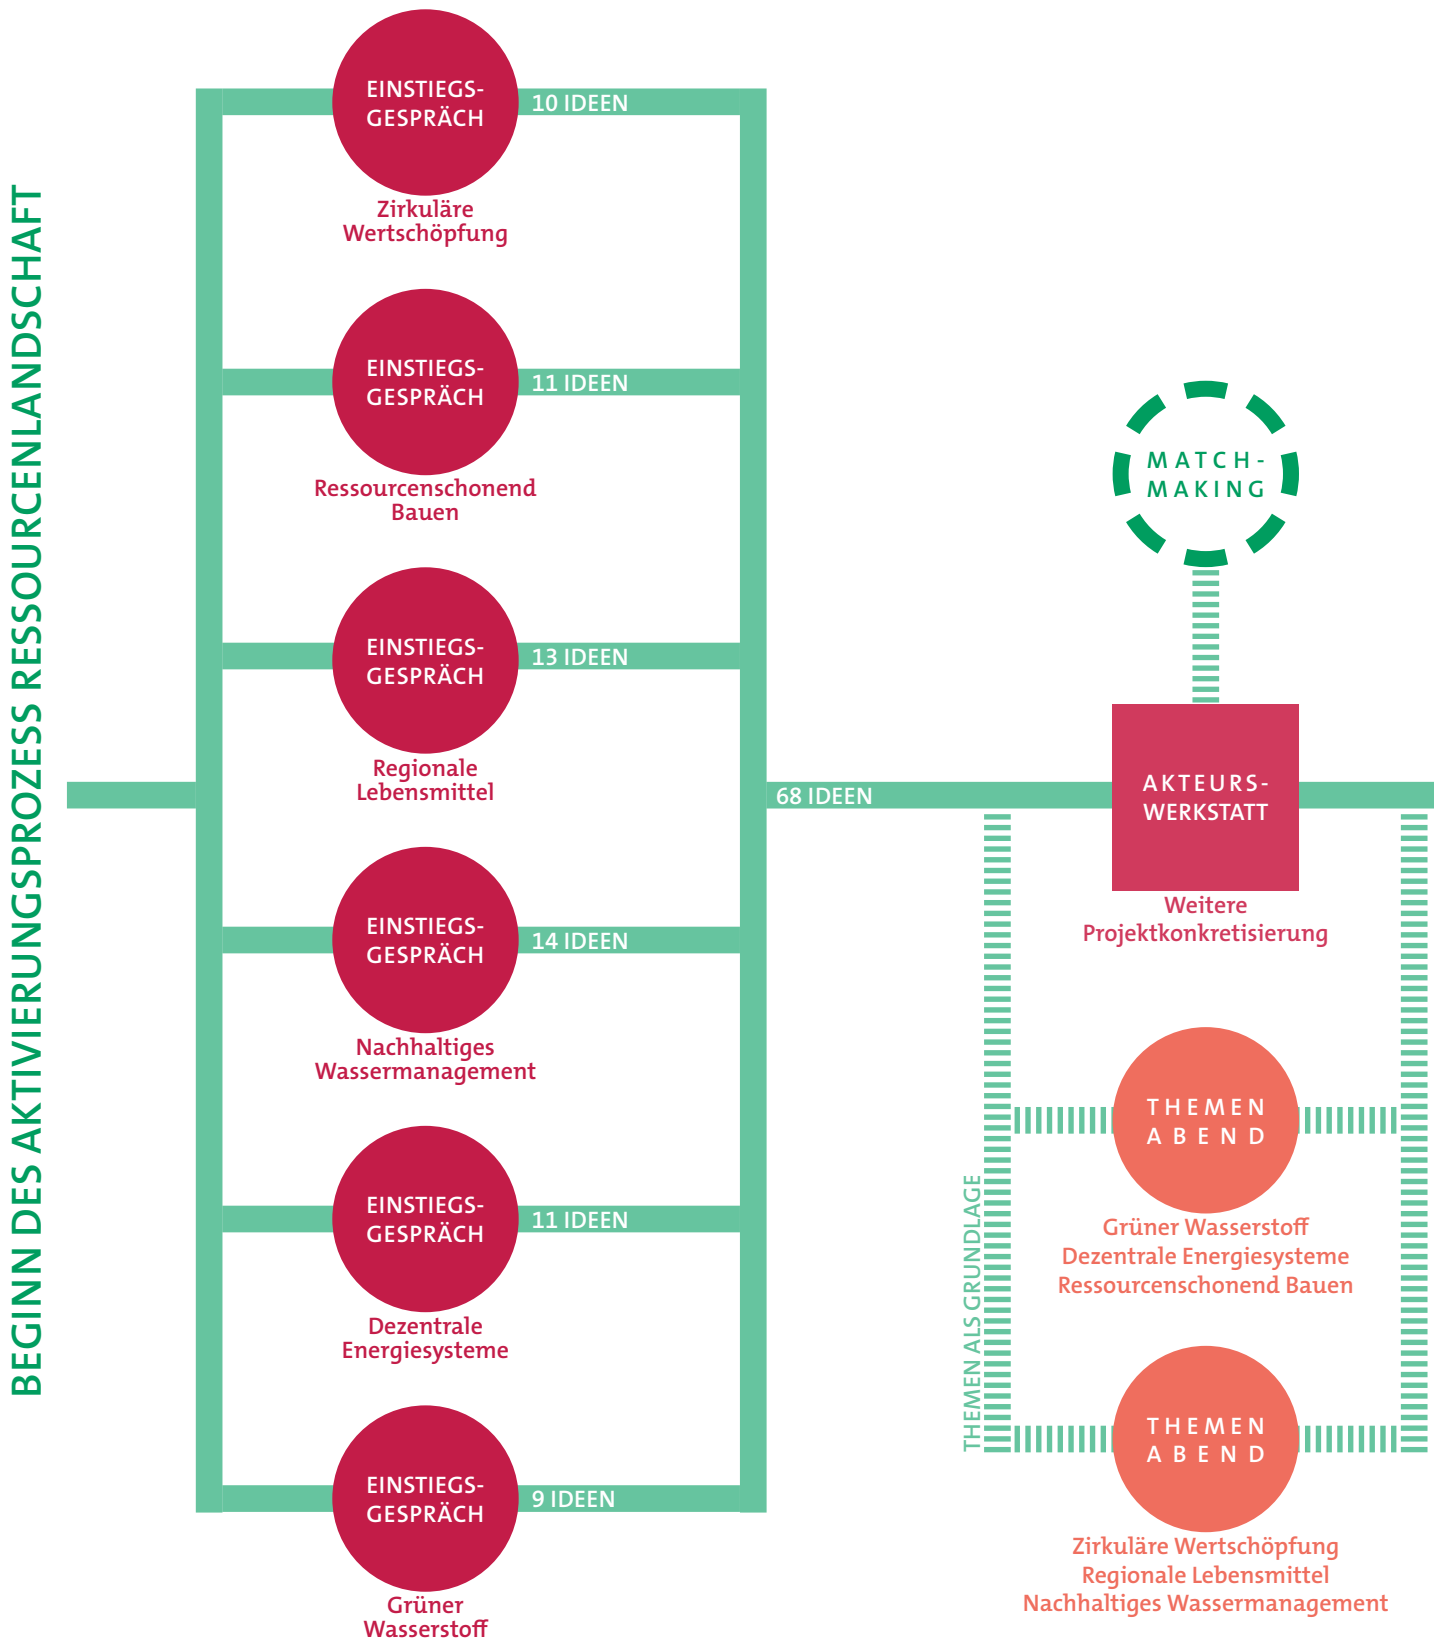 BEGINN DES AKTIVIERUNGSPROZESS RESSOURCENLANDSCHAFT
EINSTIEGS-
GESPRÄCH
10 IDEEN
Zirkuläre
Wertschöpfung
EINSTIEGS-
GESPRÄCH
11 IDEEN
Ressourcenschonend
Bauen
EINSTIEGS-
GESPRÄCH
13 IDEEN
Regionale
Lebensmittel
EINSTIEGS-
GESPRÄCH
14 IDEEN
Nachhaltiges
Wassermanagement
EINSTIEGS-
GESPRÄCH
11 IDEEN
Dezentrale
Energiesysteme
EINSTIEGS-
GESPRÄCH
9 IDEEN
Grüner
Wasserstoff
68 IDEEN
MATCH-
MAKING
AKTEURS-
WERKSTATT
Weitere
Projektkonkretisierung
THEMEN ALS GRUNDLAGE
THEMEN
ABEND
Grüner Wasserstoff
Dezentrale Energiesysteme
Ressourcenschonend Bauen
THEMEN
ABEND
Zirkuläre Wertschöpfung
Regionale Lebensmittel
Nachhaltiges Wassermanagement